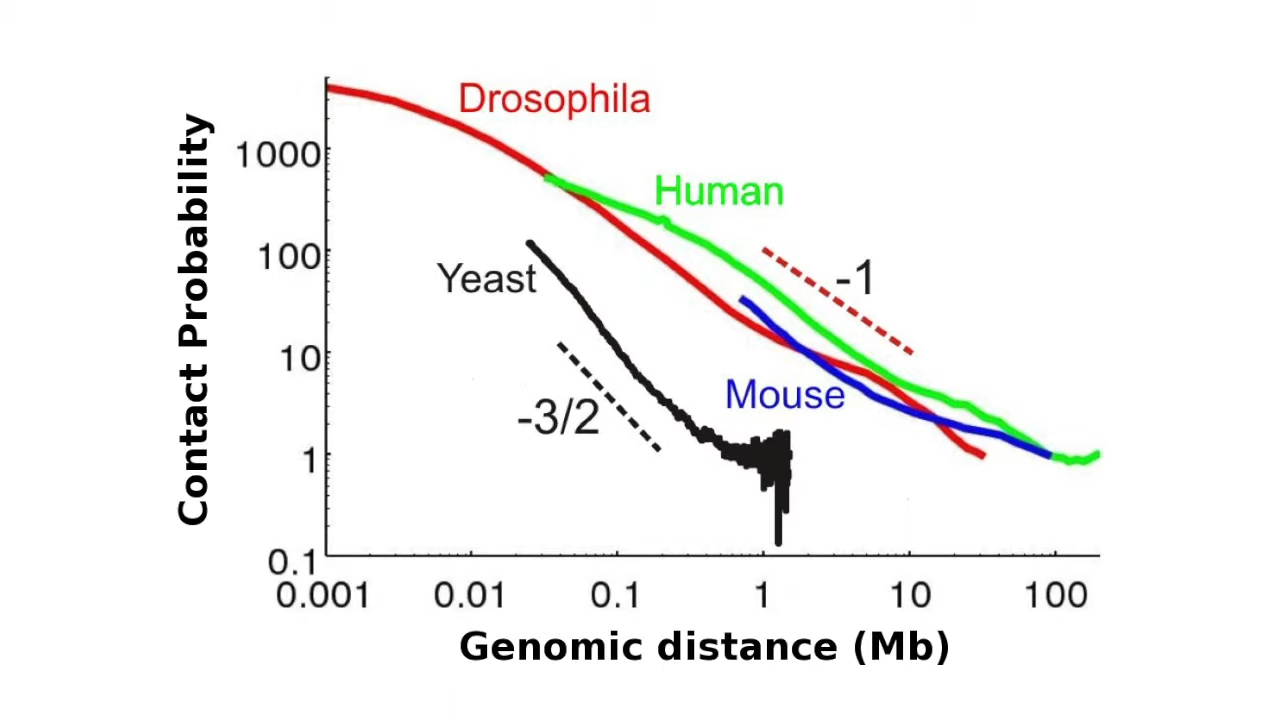 Drosophila
1000
Human
100
Yeast
-1
10
Mouse
-3/2
1
0.1
0.001 0.01 0.1 1 10 100
Genomic distance (Mb)
Contact Probability